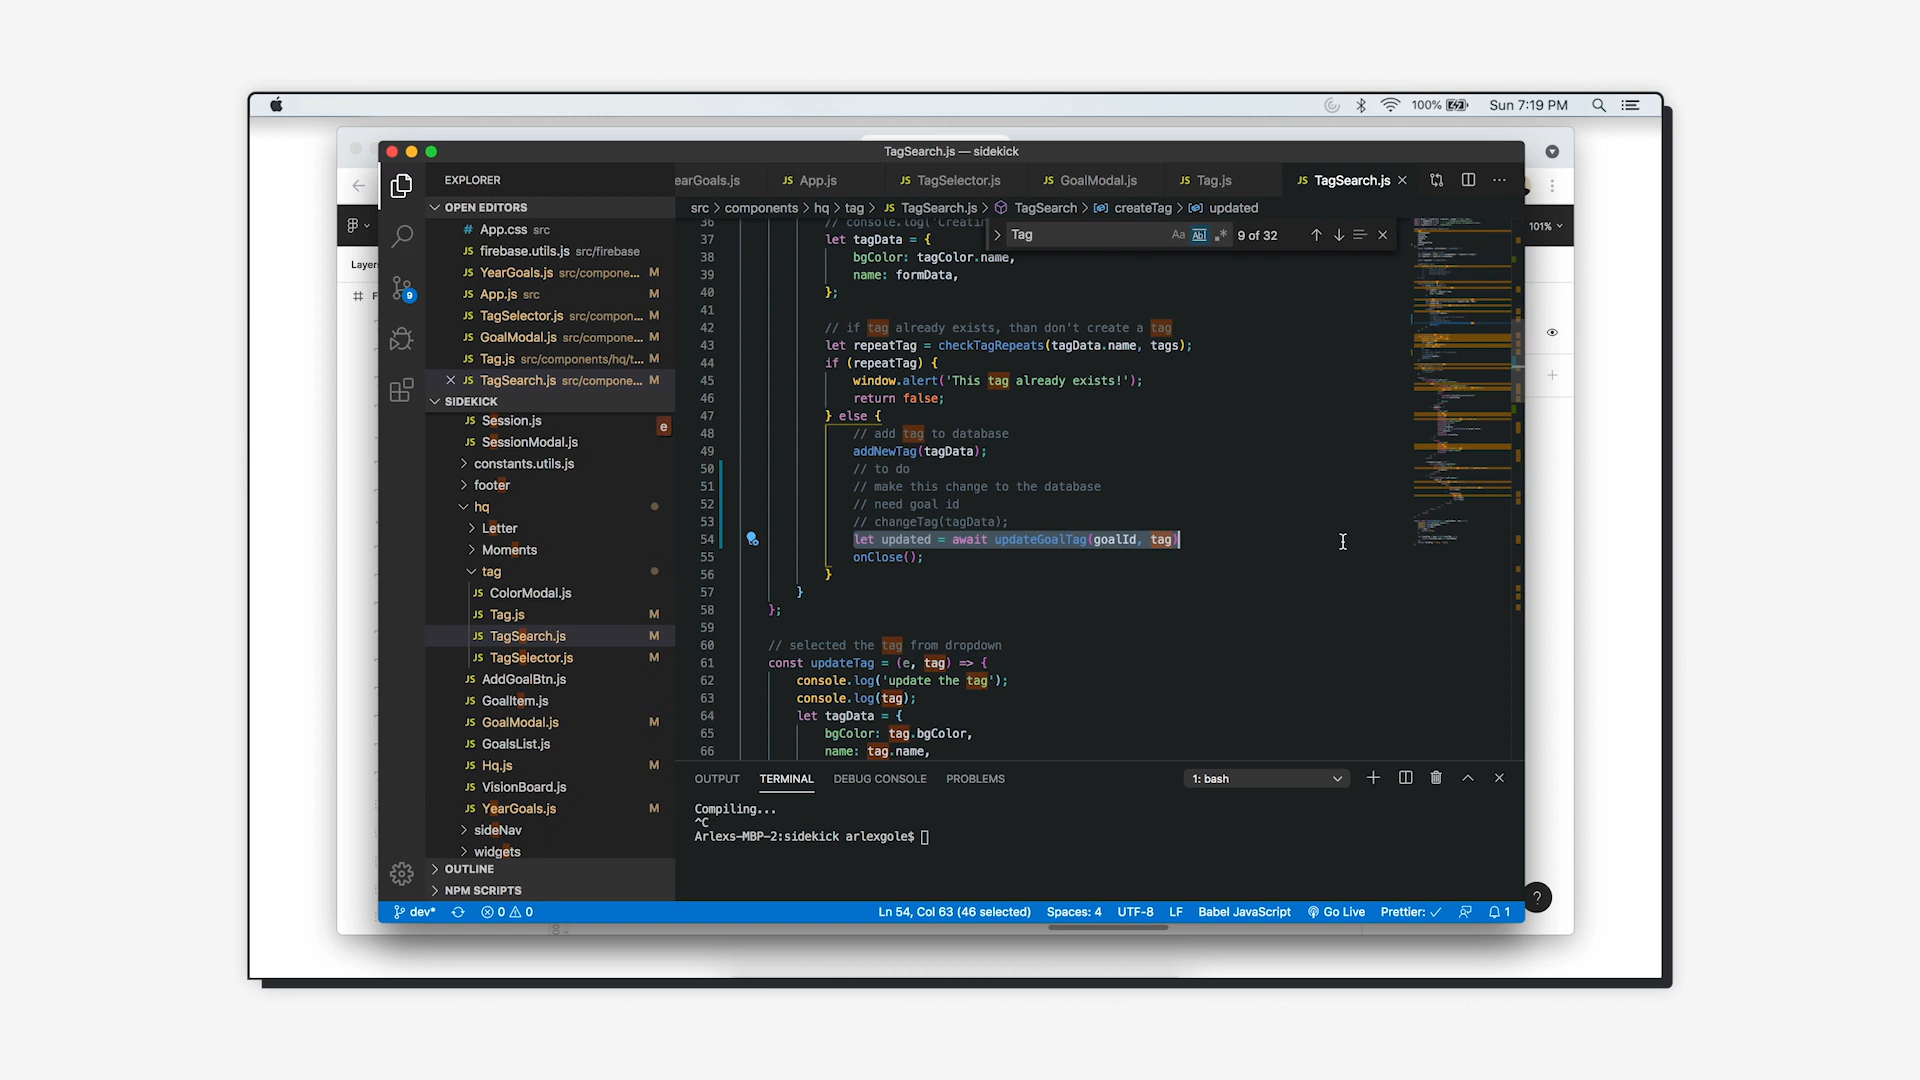 100%
Sun 7:19 PM
TagSearch.js — sidekick
EXPLORER
earGoals.js
JS App.js
JS TagSelector.js
JS GoalModal.js
JS Tag.js
JS TagSearch.js
OPEN EDITORS
src > components > hq > tag > JS TagSearch.js > TagSearch > createTag > updated
# App.css src
JS firebase.utils.js src/firebase
JS YearGoals.js src/compone... M
JS App.js src M
JS TagSelector.js src/compon... M
JS GoalModal.js src/compon... M
JS Tag.js src/components/hq/t... M
JS TagSearch.js src/compone... M
SIDEKICK
JS Session.js
e
JS SessionModal.js
constants.utils.js
footer
hq
Letter
Moments
tag
JS ColorModal.js
JS Tag.js M
JS TagSearch.js M
JS TagSelector.js M
JS AddGoalBtn.js
JS GoalItem.js
JS GoalModal.js M
JS GoalsList.js
JS Hq.js M
JS VisionBoard.js
JS YearGoals.js M
sideNav
widgets
OUTLINE
NPM SCRIPTS
9
Layer
# F
101%
Tag
Aa Abl .* 9 of 32
36 // console.log('Creatin
37 let tagData = {
38 bgColor: tagColor.name,
39 name: formData,
40 };
41
42 // if tag already exists, than don't create a tag
43 let repeatTag = checkTagRepeats(tagData.name, tags);
44 if (repeatTag) {
45 window.alert('This tag already exists!');
46 return false;
47 } else {
48 // add tag to database
49 addNewTag(tagData);
50 // to do
51 // make this change to the database
52 // need goal id
53 // changeTag(tagData);
54 let updated = await updateGoalTag(goalId, tag)
55 onClose();
56 }
57 }
58 };
59
60 // selected the tag from dropdown
61 const updateTag = (e, tag) => {
62 console.log('update the tag');
63 console.log(tag);
64 let tagData = {
65 bgColor: tag.bgColor,
66 name: tag.name,
OUTPUT TERMINAL DEBUG CONSOLE PROBLEMS
1: bash
Compiling...
^C
Arlexs-MBP-2:sidekick arlexgole$
?
dev* 0 0
Ln 54, Col 63 (46 selected) Spaces: 4 UTF-8 LF Babel JavaScript Go Live Prettier: ✓ 1